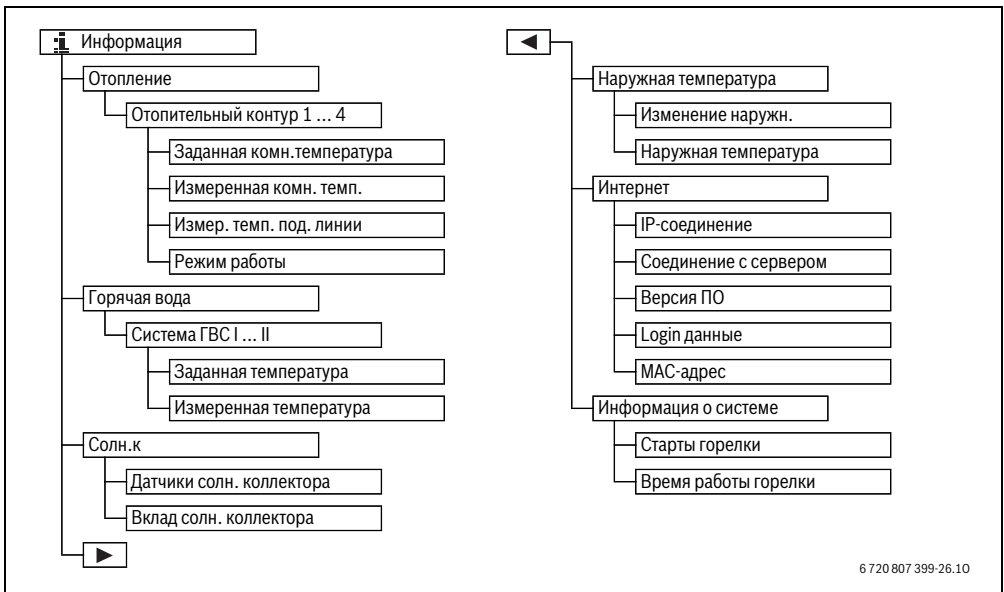 Информация
Отопление
Отопительный контур 1 ... 4
Заданная комн.температура
Измеренная комн. темп.
Измер. темп. под. линии
Режим работы
Горячая вода
Система ГВС I ... II
Заданная температура
Измеренная температура
Солн.к
Датчики солн. коллектора
Вклад солн. коллектора
Наружная температура
Изменение наружн.
Наружная температура
Интернет
IP-соединение
Соединение с сервером
Версия ПО
Login данные
MAC-адрес
Информация о системе
Старты горелки
Время работы горелки
6 720 807 399-26.1O